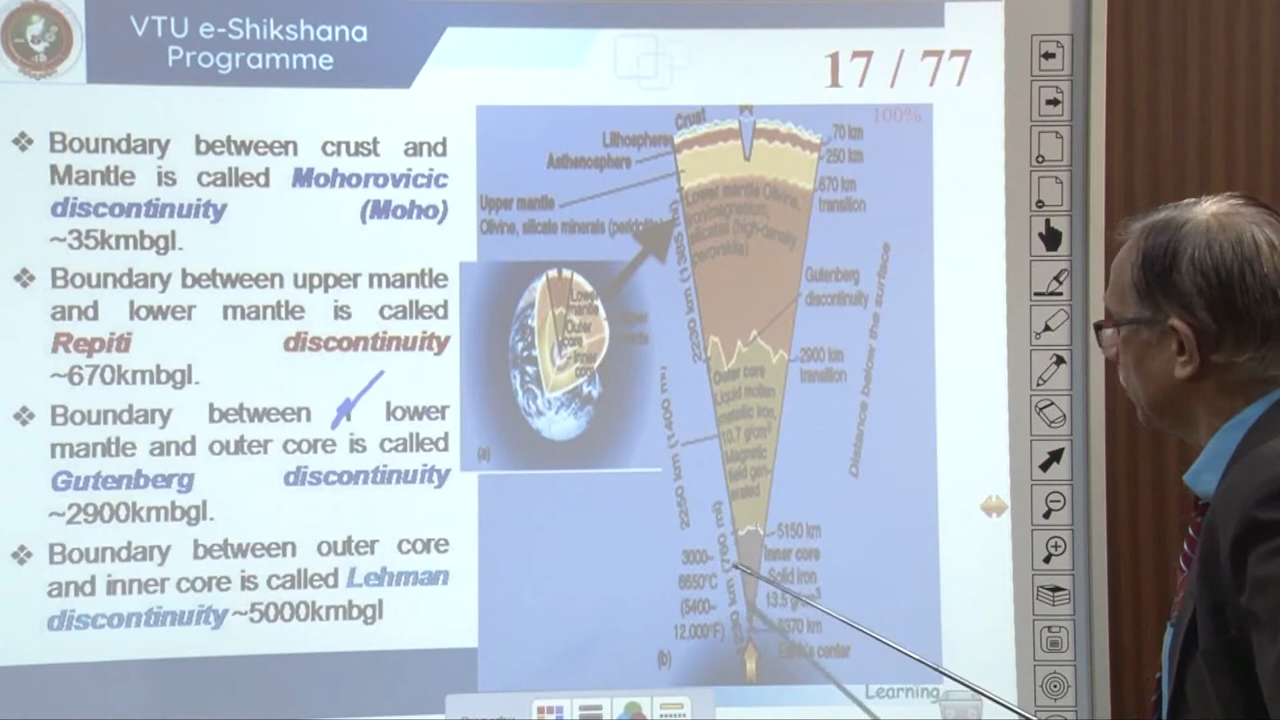 VTU e-Shikshana
Programme
17 / 77
❖ Boundary between crust and
Mantle is called Mohorovicic
discontinuity (Moho)
~35kmbgl.
❖ Boundary between upper mantle
and lower mantle is called
Repiti discontinuity
~670kmbgl.
❖ Boundary between lower
mantle and outer core is called
Gutenberg discontinuity
~2900kmbgl.
❖ Boundary between outer core
and inner core is called Lehman
discontinuity ~5000kmbgl
100%
Crust
Lithosphere
Asthenosphere
Upper mantle
Olivine, silicate minerals
70 km
250 km
670 km
transition
Lower mantle Olivine,
iron/magnesium,
silicates (high-density
perovskite)
Gutenberg
discontinuity
2900 km
transition
Distance below the surface
Outer core
Liquid molten
metallic iron,
10.7 g/cm³
Magnetic
field gen-
erated
2250 km (1400 mi)
5150 km
Inner core
Solid iron
13.5 g/cm³
6370 km
Earth's center
3000–
6650°C
(5400–
12,000°F)
Lower
mantle
Outer
core
Inner
core
(a)
(b)
Learning